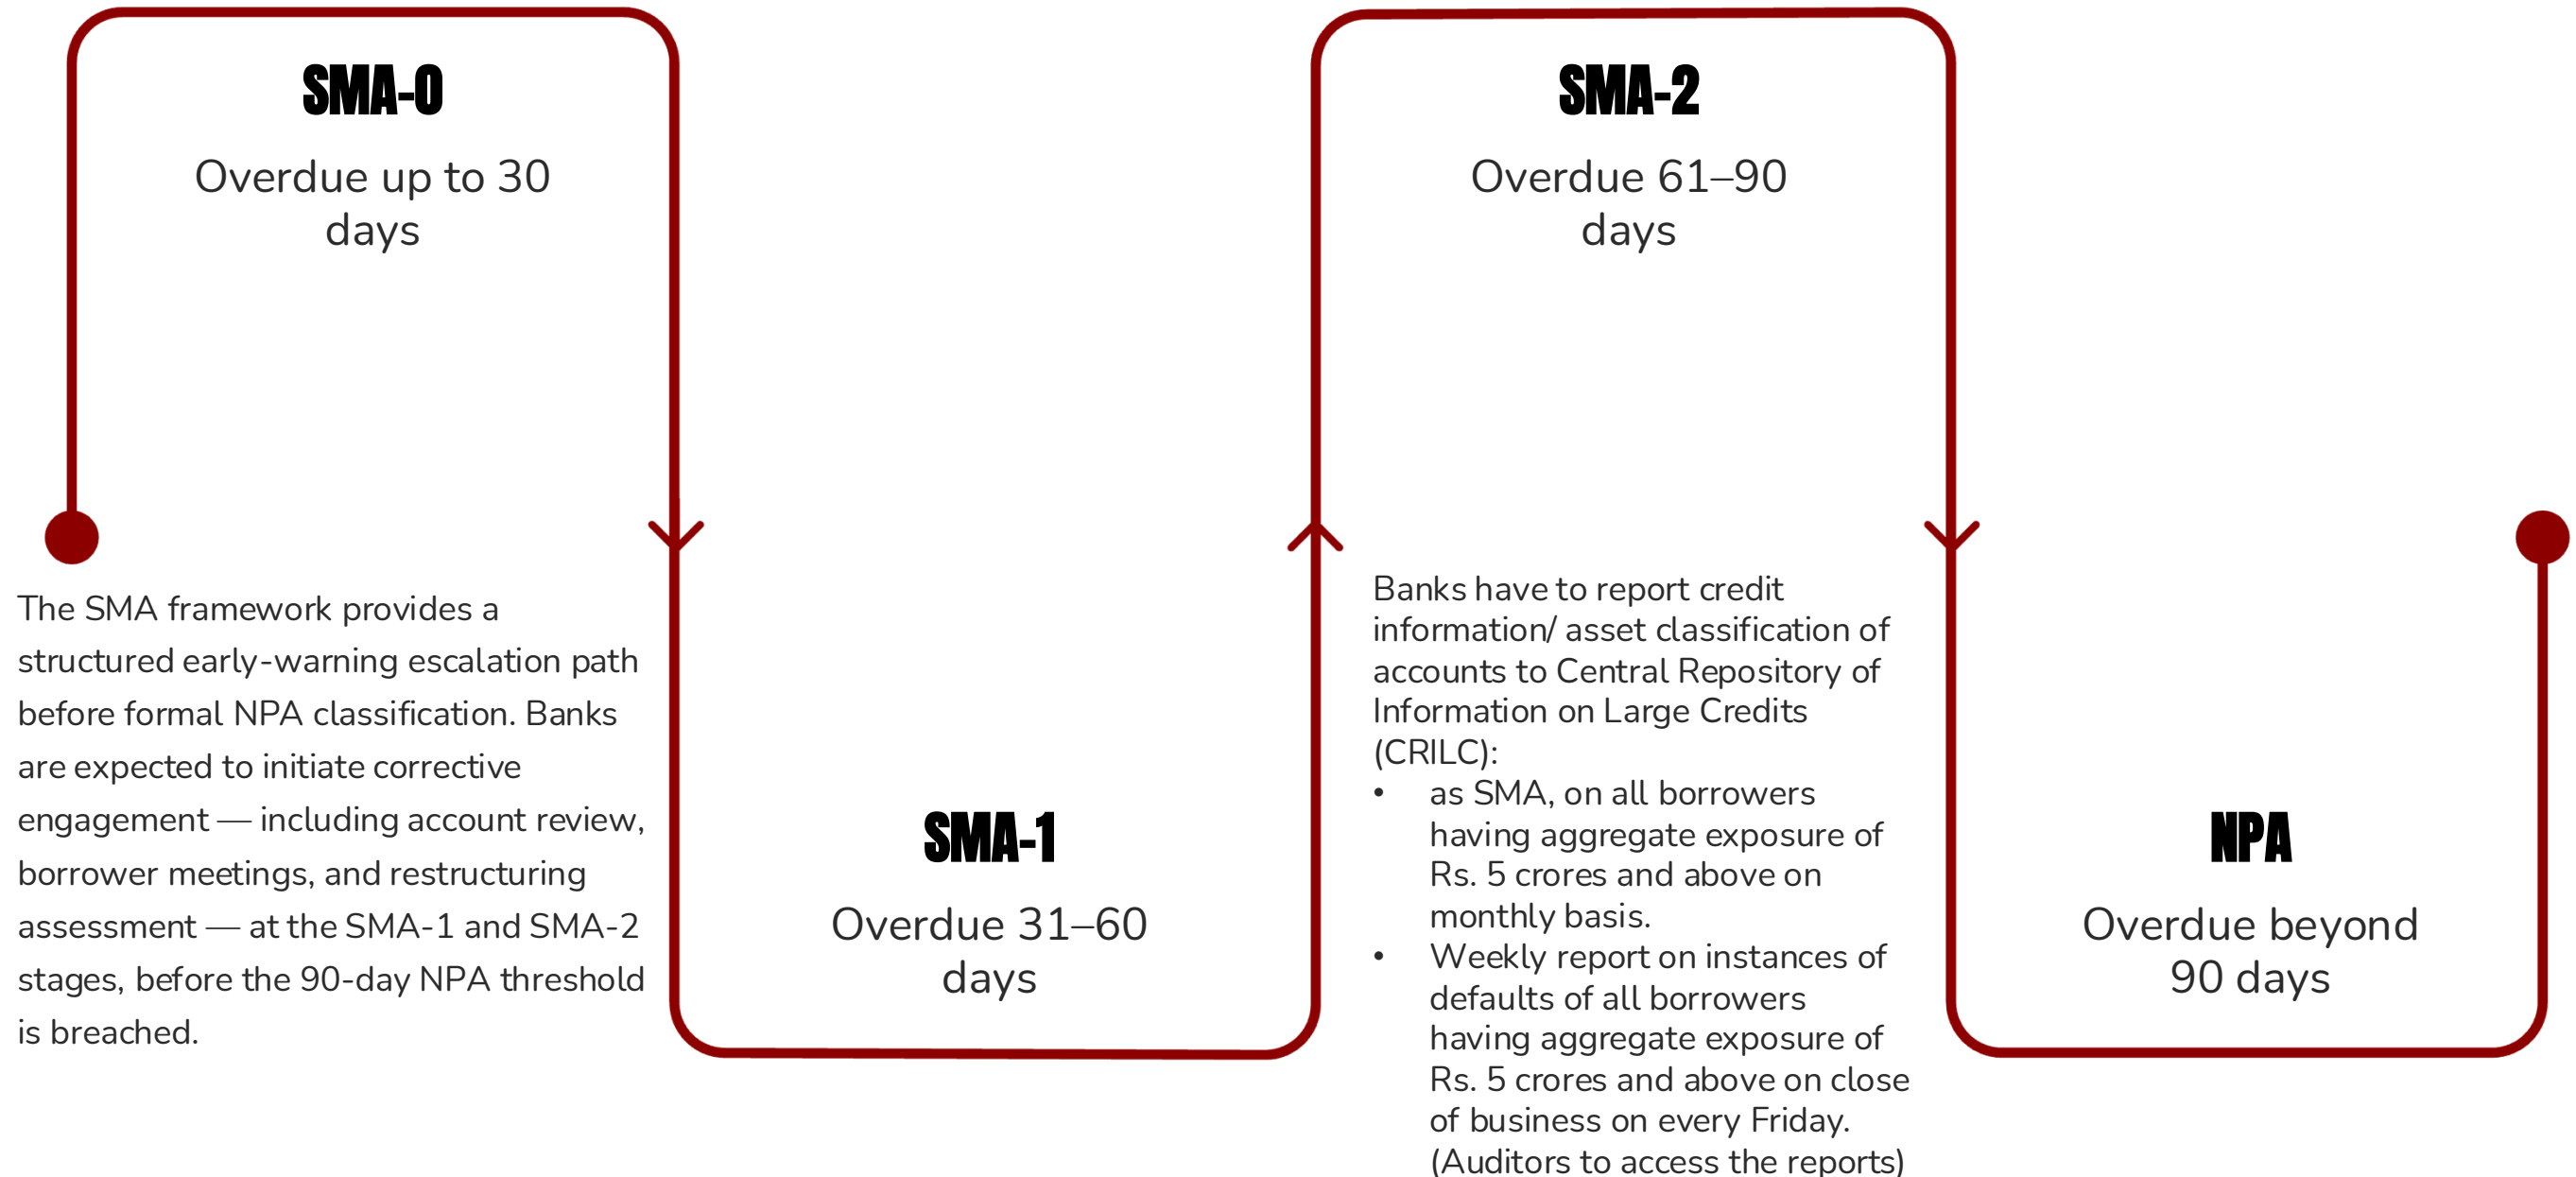 SMA-0
Overdue up to 30
days
The SMA framework provides a
structured early-warning escalation path
before formal NPA classification. Banks
are expected to initiate corrective
engagement — including account review,
borrower meetings, and restructuring
assessment — at the SMA-1 and SMA-2
stages, before the 90-day NPA threshold
is breached.
SMA-1
Overdue 31–60
days
SMA-2
Overdue 61–90
days
Banks have to report credit
information/ asset classification of
accounts to Central Repository of
Information on Large Credits
(CRILC):
• as SMA, on all borrowers
having aggregate exposure of
Rs. 5 crores and above on
monthly basis.
• Weekly report on instances of
defaults of all borrowers
having aggregate exposure of
Rs. 5 crores and above on close
of business on every Friday.
(Auditors to access the reports)
NPA
Overdue beyond
90 days